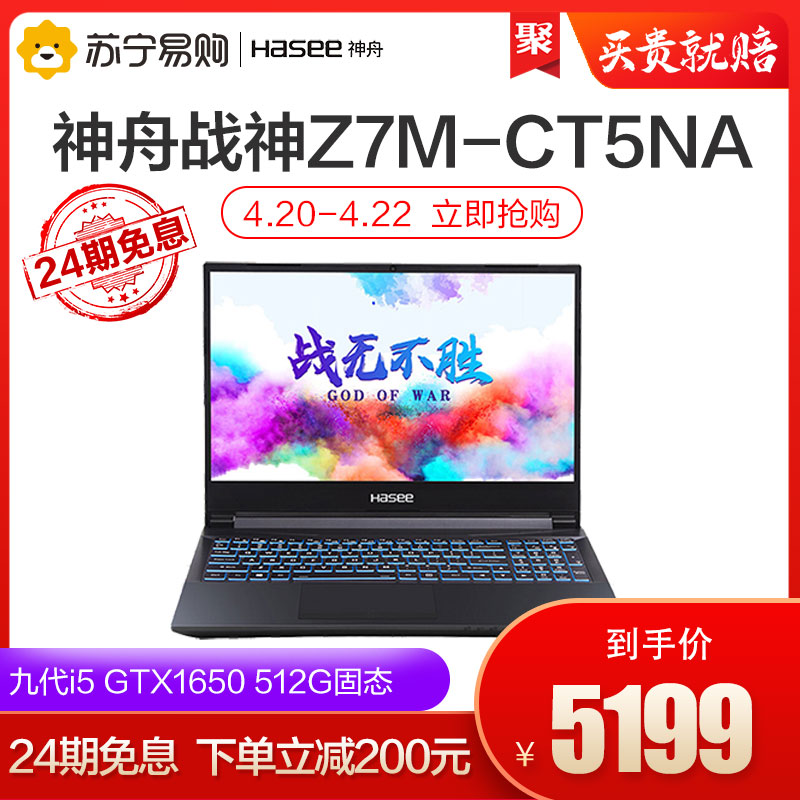 苏宁易购 Hasee 神舟
聚 买贵就赔
神舟战神Z7M-CT5NA
4.20-4.22 立即抢购
24期免息
战无不胜
GOD OF WAR
Hasee
到手价
九代i5 GTX1650 512G固态
24期免息 下单立减200元
¥5199